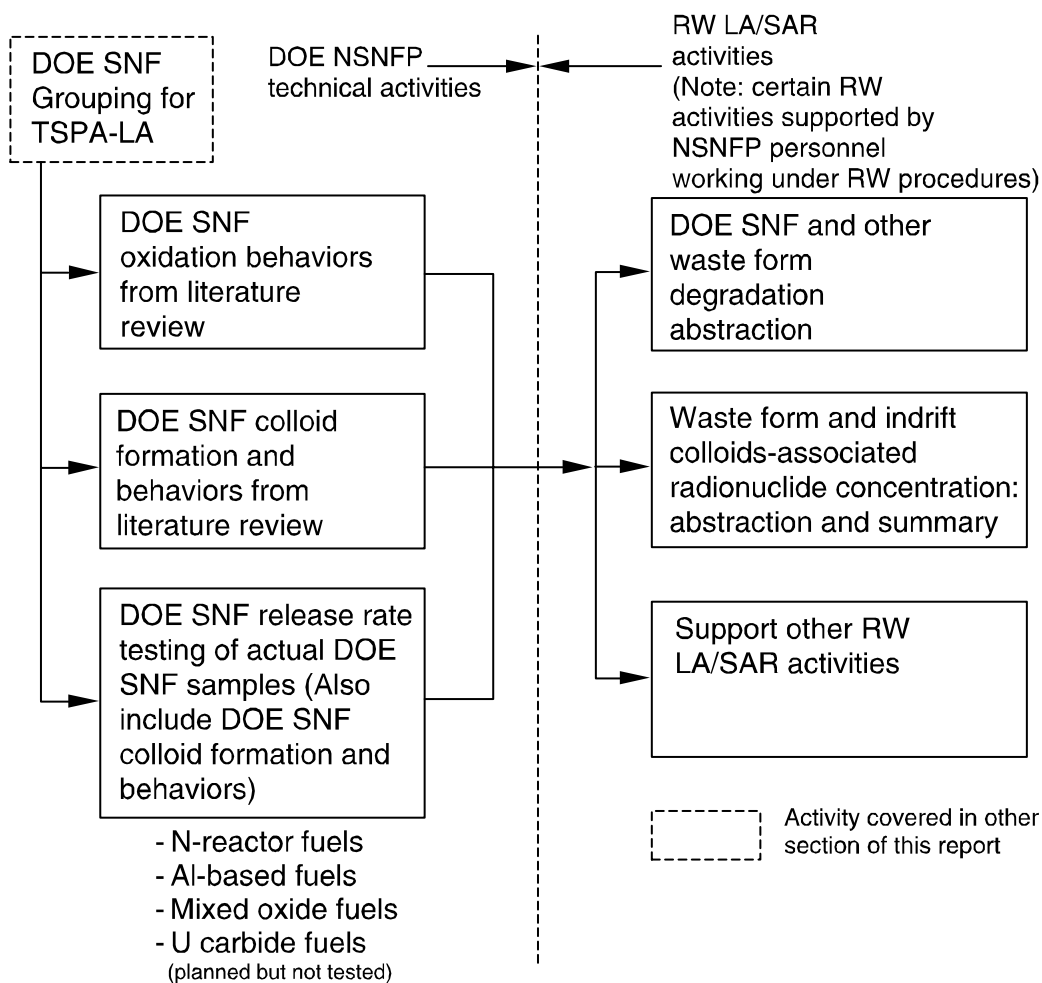 DOE SNF
Grouping for
TSPA-LA
DOE NSNFP
technical activities
RW LA/SAR
activities
(Note: certain RW
activities supported by
NSNFP personnel
working under RW procedures)
DOE SNF
oxidation behaviors
from literature
review
DOE SNF colloid
formation and
behaviors from
literature review
DOE SNF release rate
testing of actual DOE
SNF samples (Also
include DOE SNF
colloid formation and
behaviors)
- N-reactor fuels
- Al-based fuels
- Mixed oxide fuels
- U carbide fuels
(planned but not tested)
DOE SNF and other
waste form
degradation
abstraction
Waste form and indrift
colloids-associated
radionuclide concentration:
abstraction and summary
Support other RW
LA/SAR activities
Activity covered in other
section of this report